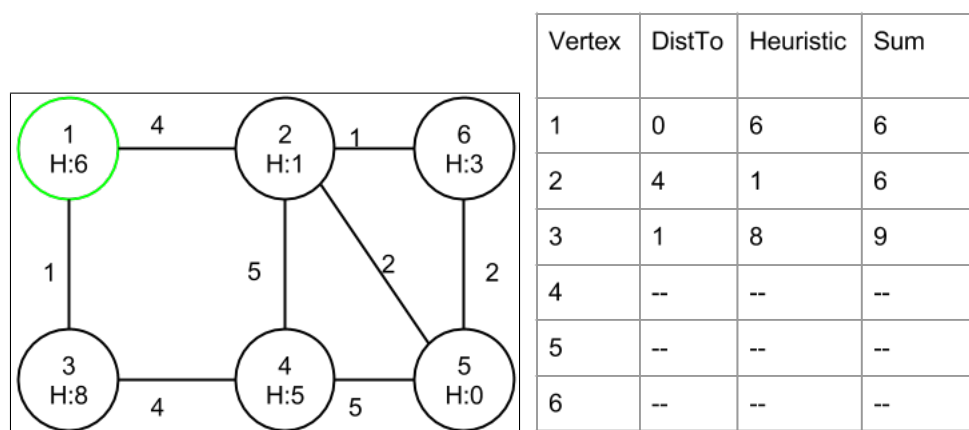 1
H:6
4
2
H:1
1
6
H:3
1
5
2
2
3
H:8
4
4
H:5
5
5
H:0
Vertex DistTo Heuristic Sum
1 0 6 6
2 4 1 6
3 1 8 9
4 -- -- --
5 -- -- --
6 -- -- --